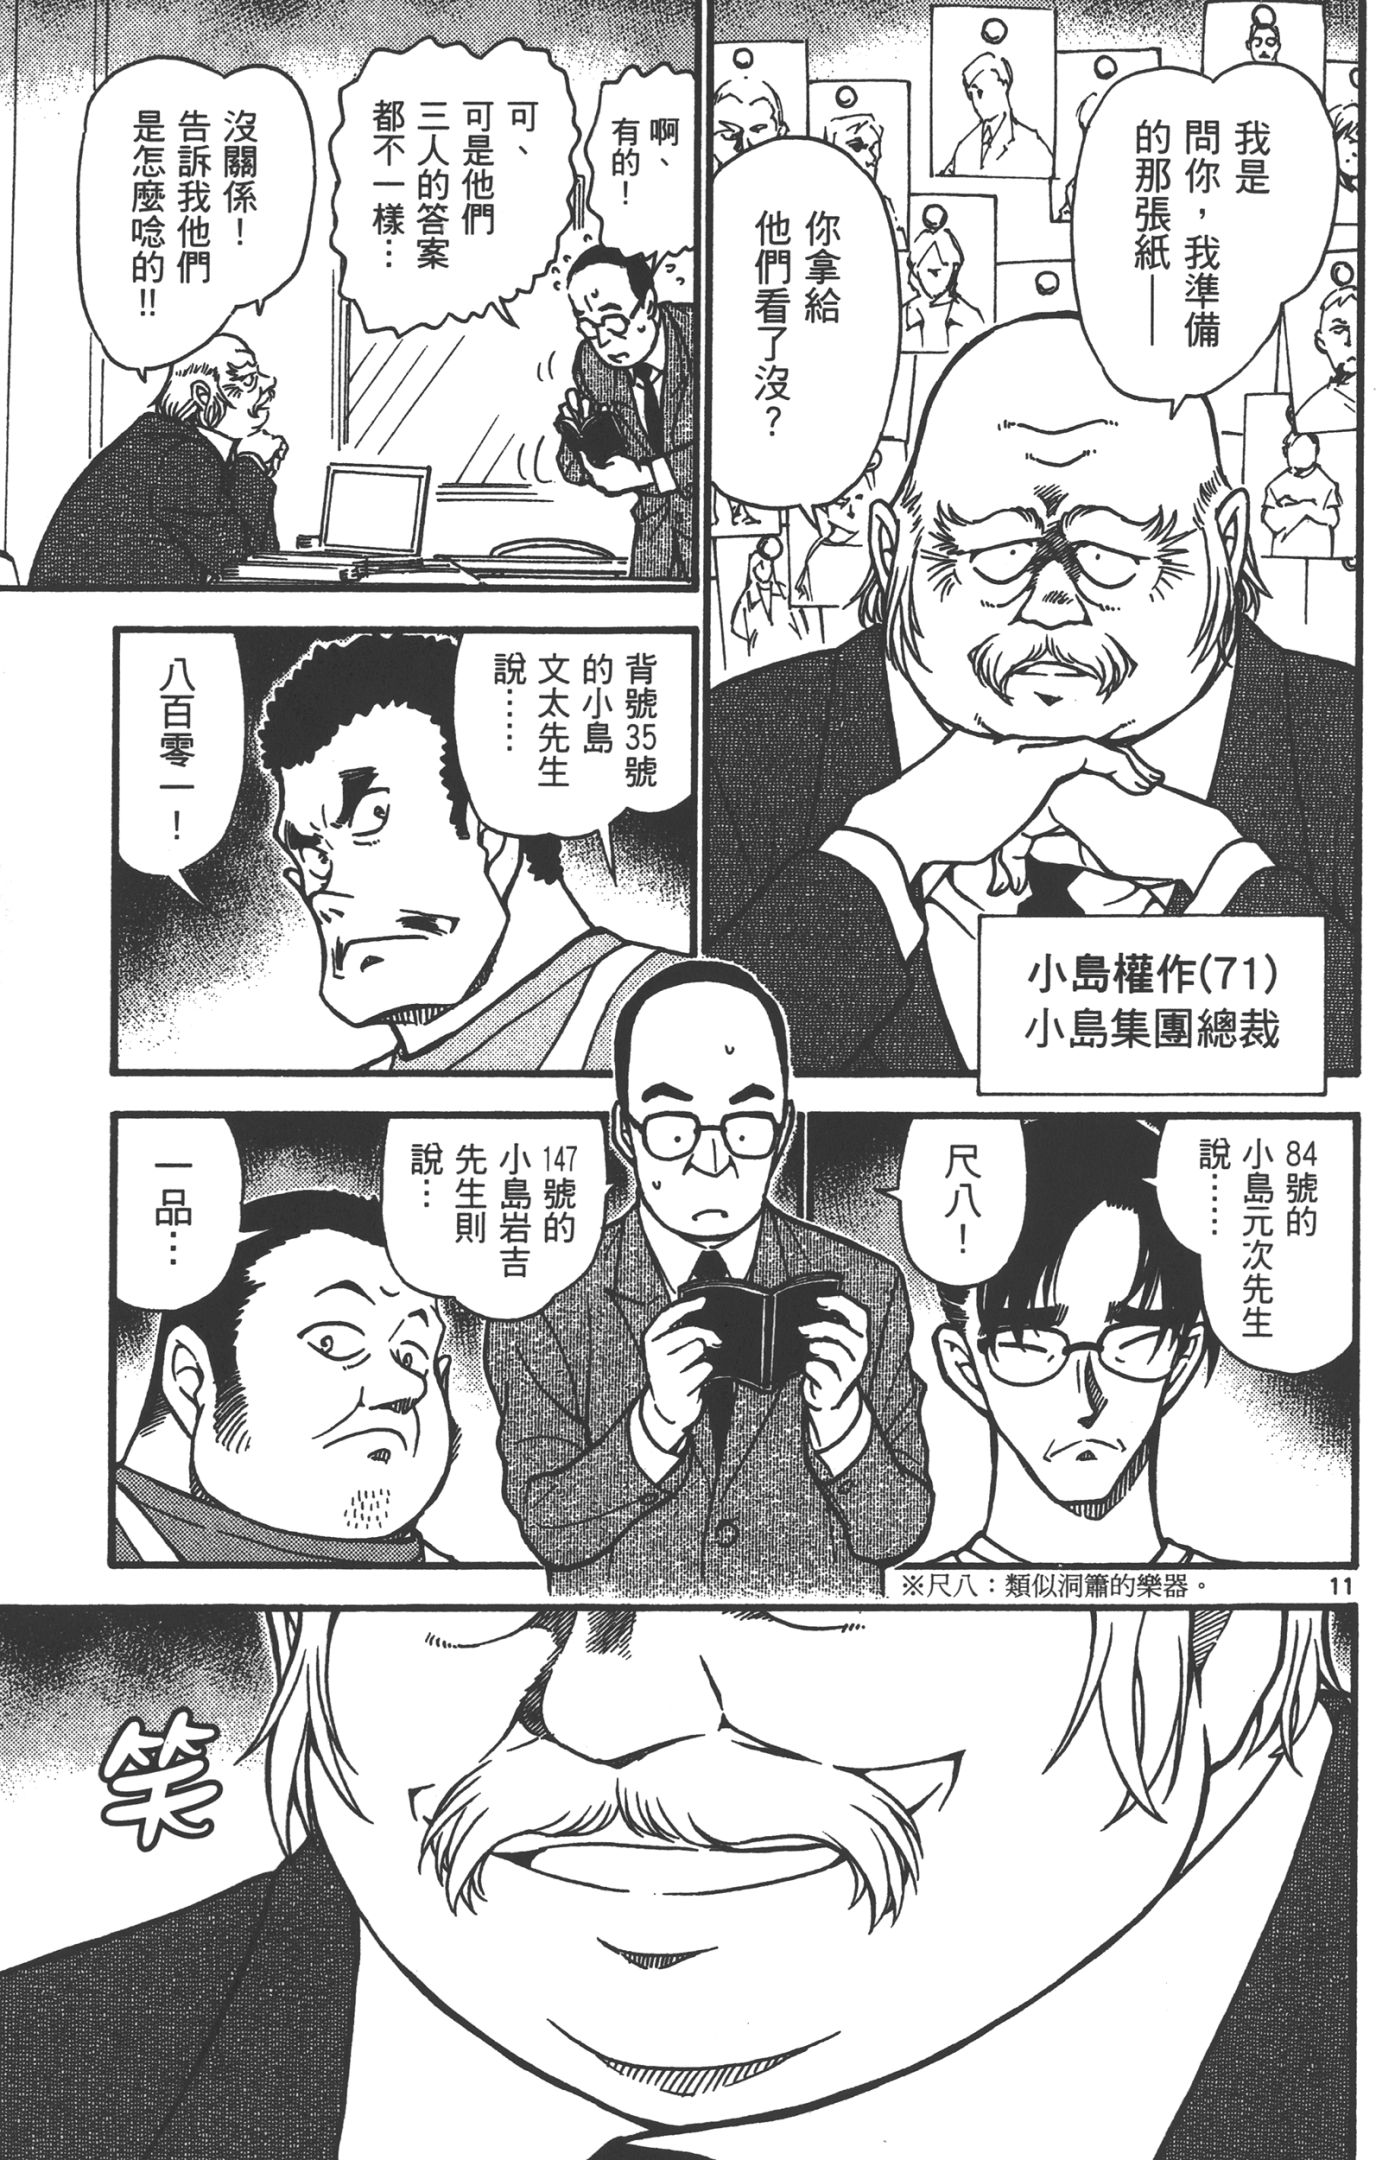 我是
問你，我準備
的那張紙──
你拿給
他們看了沒？
小島權作(71)
小島集團總裁
啊、
有的！
可、
可是他們
三人的答案
都不一樣…
沒關係！
告訴我他們
是怎麼唸的!!
背號35號
的小島
文太先生
說……
八百零一！
84號的
小島元次先生
說……
尺八！
147號的
小島岩吉
先生則
說…
一品…
※尺八：類似洞簫的樂器。
11
笑